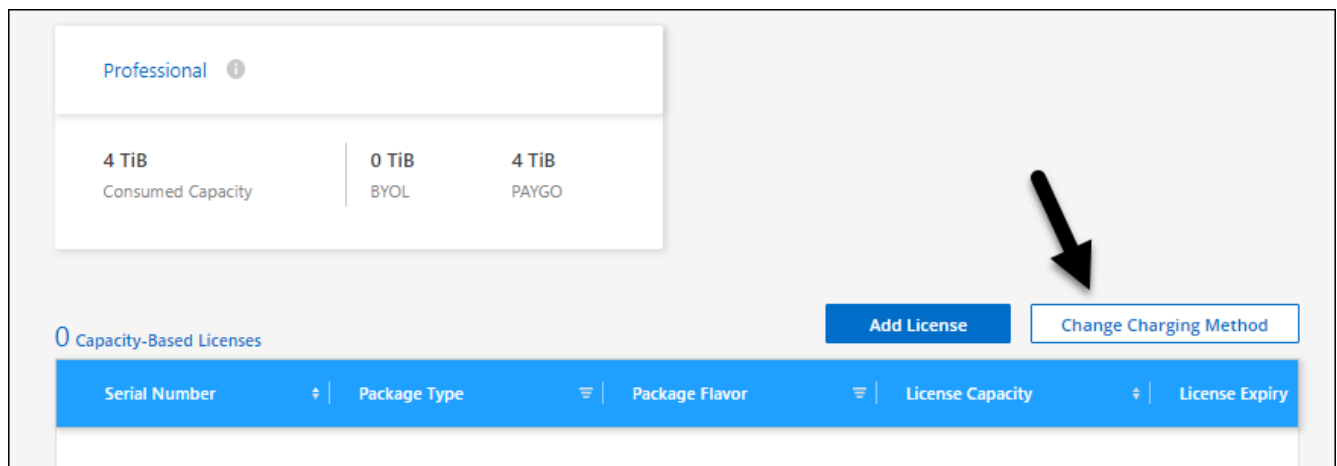 Professional
4 TiB 0 TiB 4 TiB
Consumed Capacity BYOL PAYGO
Add License Change Charging Method
0 Capacity-Based Licenses
Serial Number Package Type Package Flavor License Capacity License Expiry